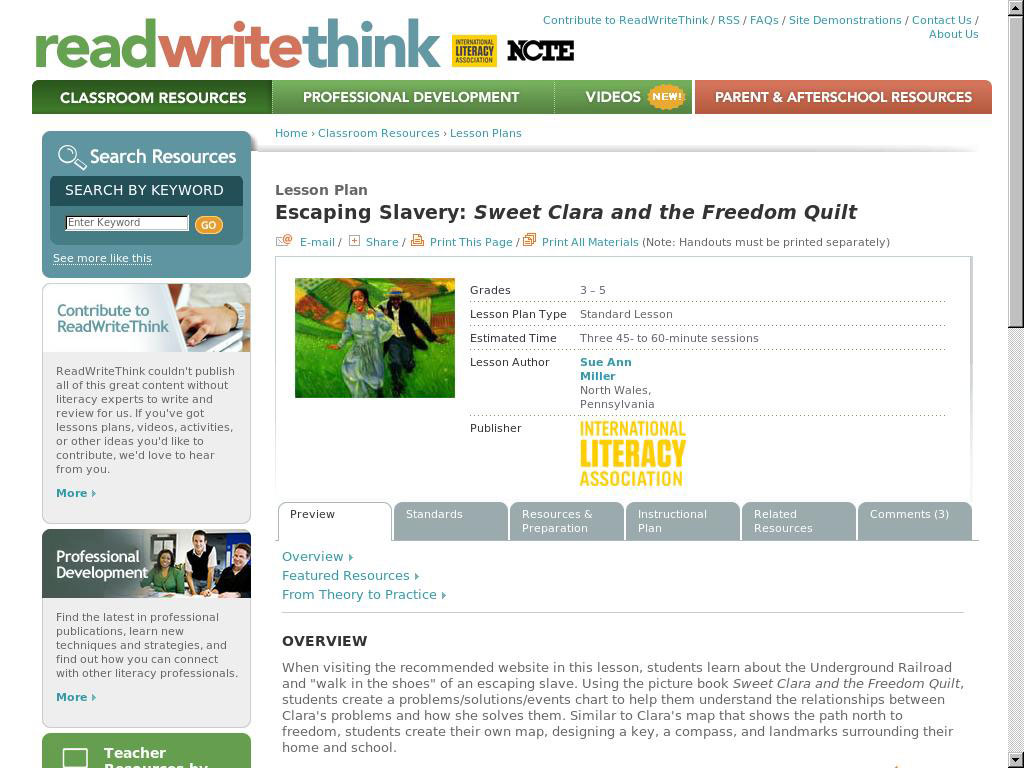 Contribute to ReadWriteThink / RSS / FAQs / Site Demonstrations / Contact Us /
About Us
readwritethink
INTERNATIONAL
LITERACY
ASSOCIATION
NCTE
CLASSROOM RESOURCES
PROFESSIONAL DEVELOPMENT
VIDEOS NEW!
PARENT & AFTERSCHOOL RESOURCES
Home › Classroom Resources › Lesson Plans
Search Resources
SEARCH BY KEYWORD
Enter Keyword
GO
See more like this
Contribute to
ReadWriteThink
ReadWriteThink couldn't publish
all of this great content without
literacy experts to write and
review for us. If you've got
lessons plans, videos, activities,
or other ideas you'd like to
contribute, we'd love to hear
from you.
More
Professional
Development
Find the latest in professional
publications, learn new
techniques and strategies, and
find out how you can connect
with other literacy professionals.
More
Teacher
Resources by
Lesson Plan
Escaping Slavery: Sweet Clara and the Freedom Quilt
E-mail / Share / Print This Page / Print All Materials (Note: Handouts must be printed separately)
Grades 3 – 5
Lesson Plan Type Standard Lesson
Estimated Time Three 45- to 60-minute sessions
Lesson Author Sue Ann
Miller
North Wales,
Pennsylvania
Publisher
INTERNATIONAL
LITERACY
ASSOCIATION
Preview
Standards
Resources &
Preparation
Instructional
Plan
Related
Resources
Comments (3)
Overview
Featured Resources
From Theory to Practice
OVERVIEW
When visiting the recommended website in this lesson, students learn about the Underground Railroad
and "walk in the shoes" of an escaping slave. Using the picture book Sweet Clara and the Freedom Quilt,
students create a problems/solutions/events chart to help them understand the relationships between
Clara's problems and how she solves them. Similar to Clara's map that shows the path north to
freedom, students create their own map, designing a key, a compass, and landmarks surrounding their
home and school.